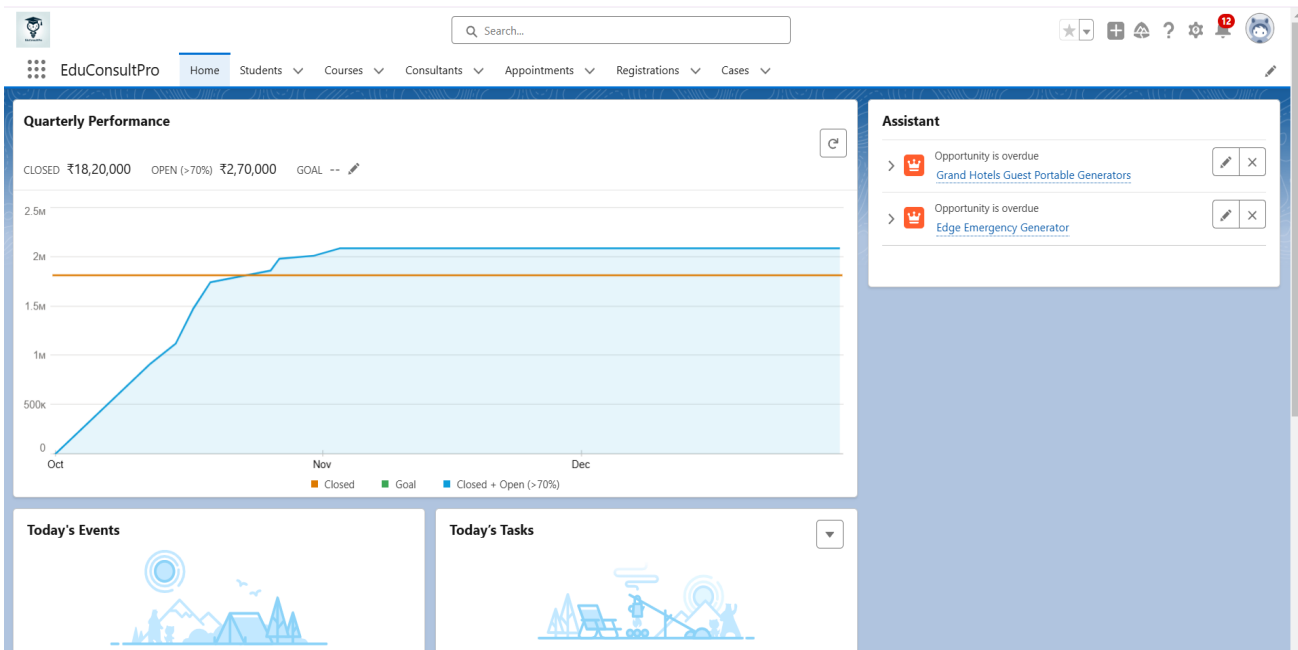 Search...
12
EduConsultPro Home Students Courses Consultants Appointments Registrations Cases
Quarterly Performance
CLOSED ₹18,20,000 OPEN (>70%) ₹2,70,000 GOAL --
2.5M
2M
1.5M
1M
500K
0
Oct Nov Dec
Closed Goal Closed + Open (>70%)
Assistant
Opportunity is overdue
Grand Hotels Guest Portable Generators
Opportunity is overdue
Edge Emergency Generator
Today's Events
Today's Tasks